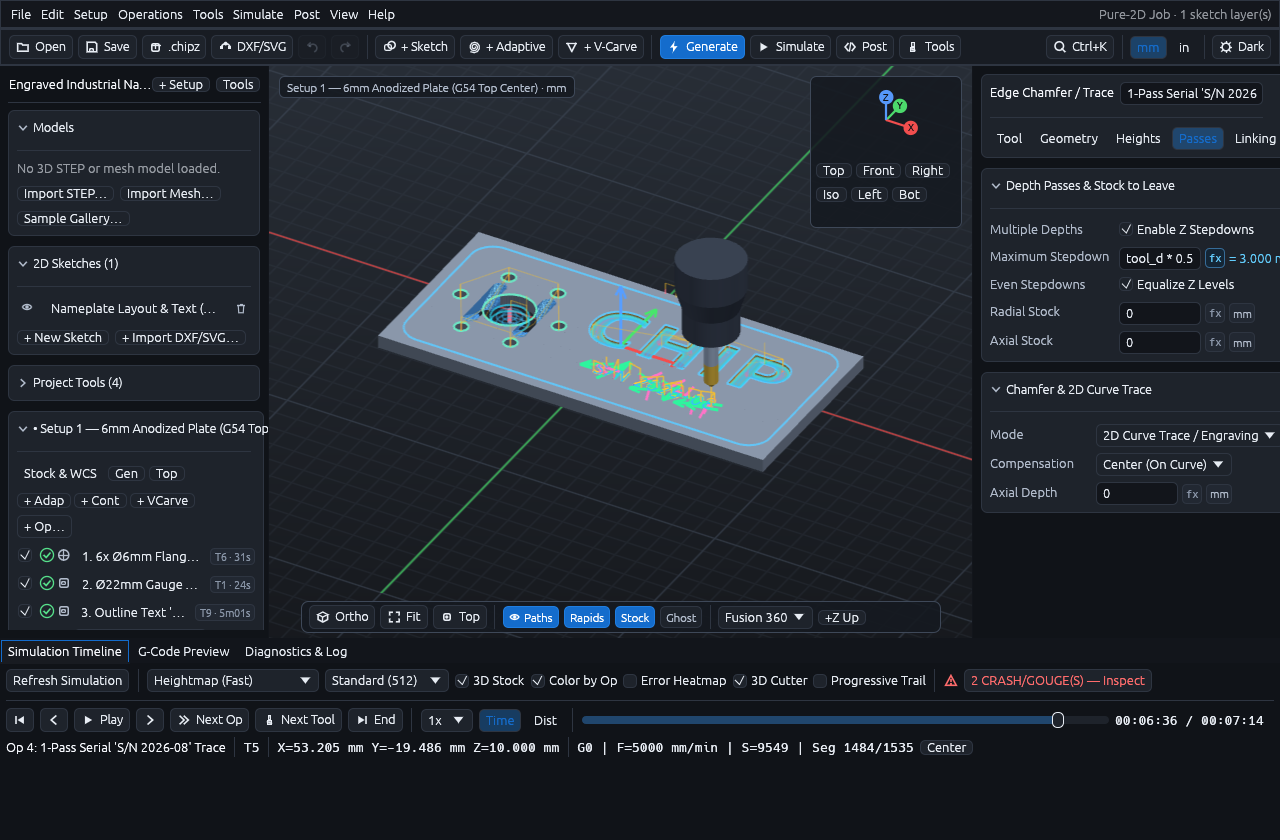 File Edit Setup Operations Tools Simulate Post View Help
Pure-2D Job · 1 sketch layer(s)
Open Save .chipz DXF/SVG + Sketch + Adaptive + V-Carve Generate Simulate Post Tools Ctrl+K mm in Dark
Engraved Industrial Na... + Setup Tools
Models
No 3D STEP or mesh model loaded.
Import STEP... Import Mesh...
Sample Gallery...
2D Sketches (1)
Nameplate Layout & Text (...
+ New Sketch + Import DXF/SVG...
Project Tools (4)
• Setup 1 — 6mm Anodized Plate (G54 Top
Stock & WCS Gen Top
+ Adap + Cont + VCarve
+ Op...
1. 6x Ø6mm Flang... T6 · 31s
2. Ø22mm Gauge ... T1 · 24s
3. Outline Text '... T9 · 5m01s
Setup 1 — 6mm Anodized Plate (G54 Top Center) · mm
Z Y X
Top Front Right
Iso Left Bot
CHIP
Ortho Fit Top Paths Rapids Stock Ghost Fusion 360 +Z Up
Edge Chamfer / Trace 1-Pass Serial 'S/N 2026
Tool Geometry Heights Passes Linking
Depth Passes & Stock to Leave
Multiple Depths Enable Z Stepdowns
Maximum Stepdown tool_d * 0.5 fx = 3.000 m
Even Stepdowns Equalize Z Levels
Radial Stock 0 fx mm
Axial Stock 0 fx mm
Chamfer & 2D Curve Trace
Mode 2D Curve Trace / Engraving
Compensation Center (On Curve)
Axial Depth 0 fx mm
Simulation Timeline G-Code Preview Diagnostics & Log
Refresh Simulation Heightmap (Fast) Standard (512) 3D Stock Color by Op Error Heatmap 3D Cutter Progressive Trail 2 CRASH/GOUGE(S) — Inspect
Play Next Op Next Tool End 1x Time Dist 00:06:36 / 00:07:14
Op 4: 1-Pass Serial 'S/N 2026-08' Trace T5 X=53.205 mm Y=-19.486 mm Z=10.000 mm G0 | F=5000 mm/min | S=9549 | Seg 1484/1535 Center